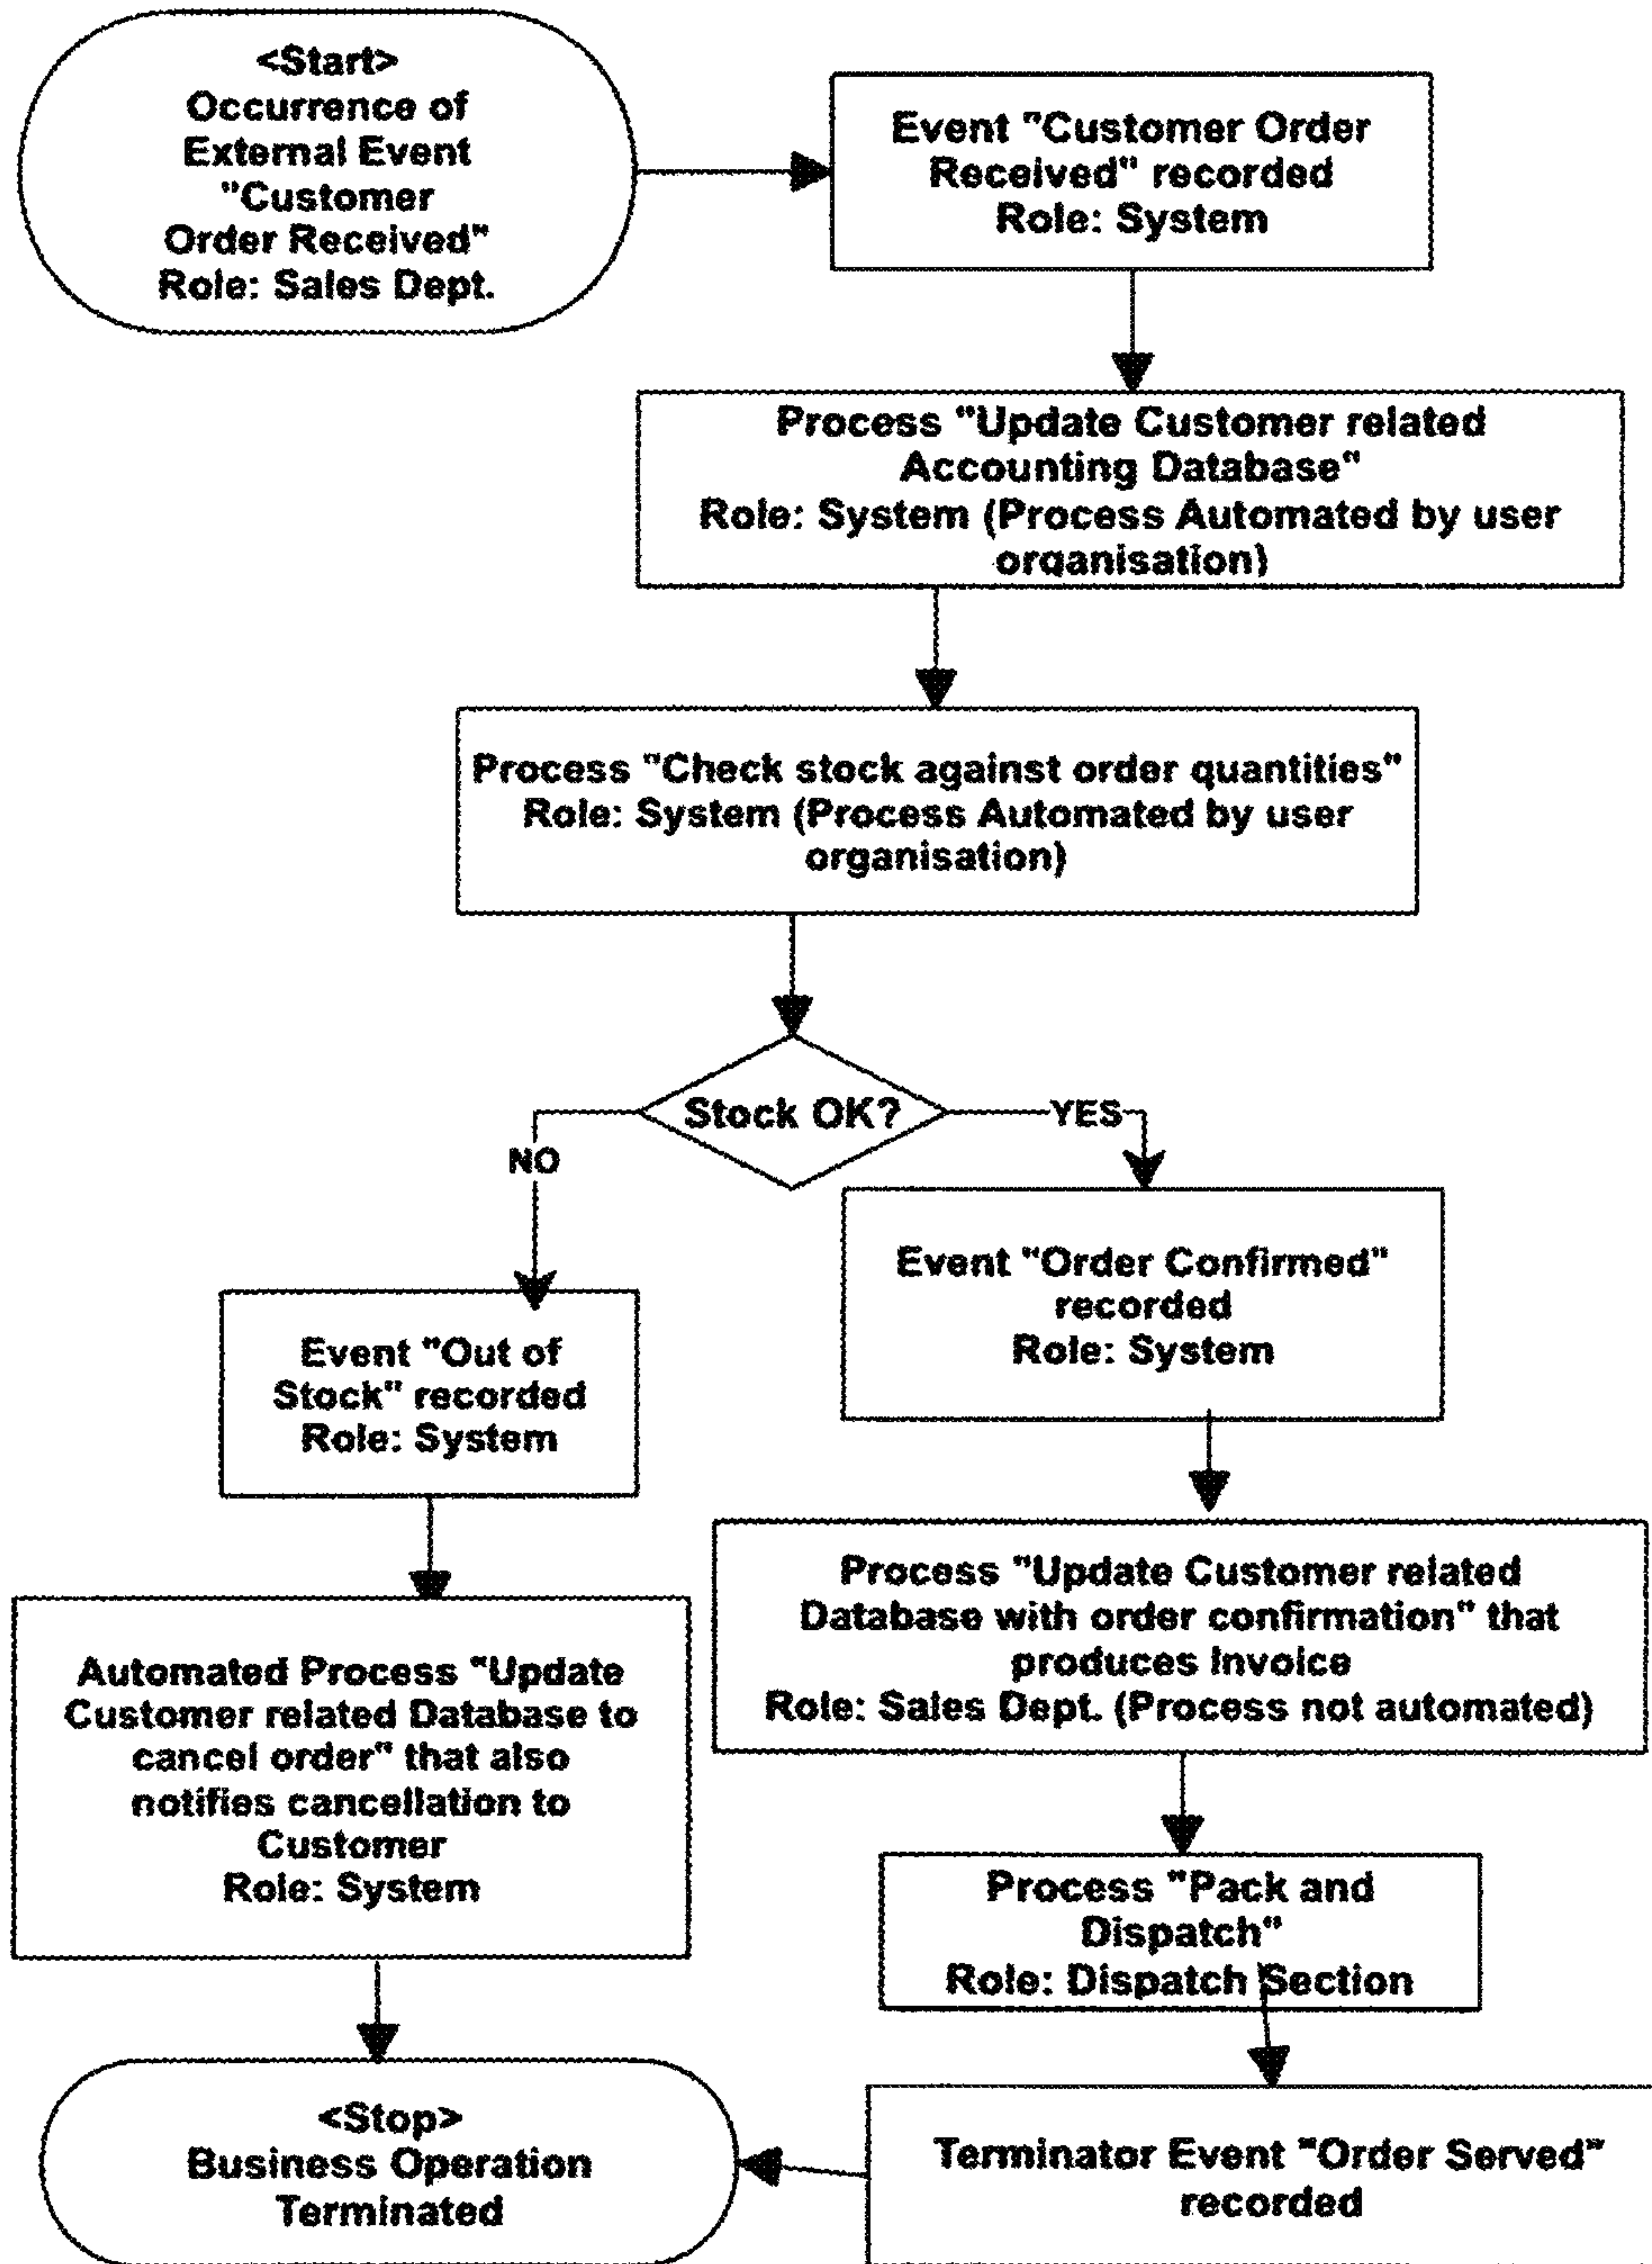 <Start>
Occurrence of
External Event
"Customer
Order Received"
Role: Sales Dept.
Event "Customer Order
Received" recorded
Role: System
Process "Update Customer related
Accounting Database"
Role: System (Process Automated by user
organisation)
Process "Check stock against order quantities"
Role: System (Process Automated by user
organisation)
Stock OK?
YES
NO
Event "Order Confirmed"
recorded
Role: System
Event "Out of
Stock" recorded
Role: System
Process "Update Customer related
Database with order confirmation" that
produces Invoice
Role: Sales Dept. (Process not automated)
Automated Process "Update
Customer related Database to
cancel order" that also
notifies cancellation to
Customer
Role: System
Process "Pack and
Dispatch"
Role: Dispatch Section
<Stop>
Business Operation
Terminated
Terminator Event "Order Served"
recorded